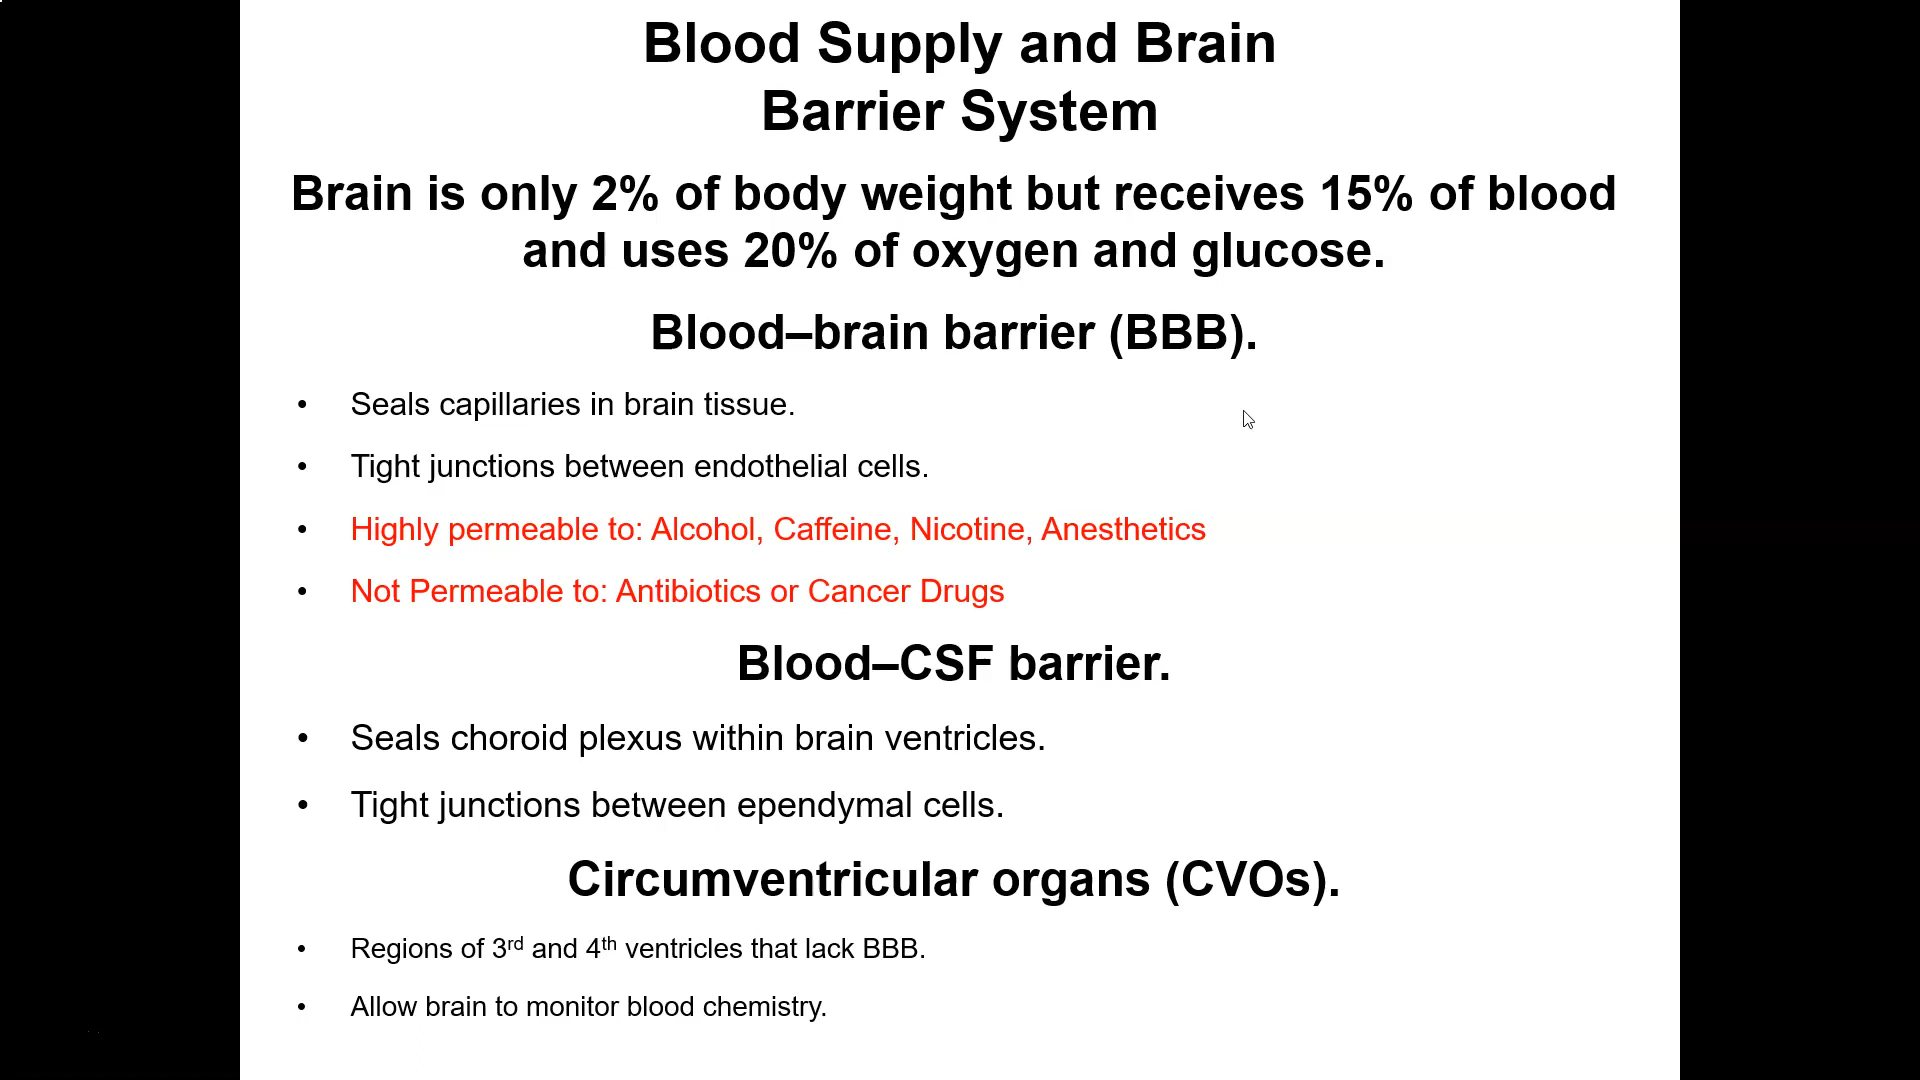 Blood Supply and Brain
Barrier System
Brain is only 2% of body weight but receives 15% of blood
and uses 20% of oxygen and glucose.
Blood–brain barrier (BBB).
• Seals capillaries in brain tissue.
• Tight junctions between endothelial cells.
• Highly permeable to: Alcohol, Caffeine, Nicotine, Anesthetics
• Not Permeable to: Antibiotics or Cancer Drugs
Blood–CSF barrier.
• Seals choroid plexus within brain ventricles.
• Tight junctions between ependymal cells.
Circumventricular organs (CVOs).
• Regions of 3rd and 4th ventricles that lack BBB.
• Allow brain to monitor blood chemistry.